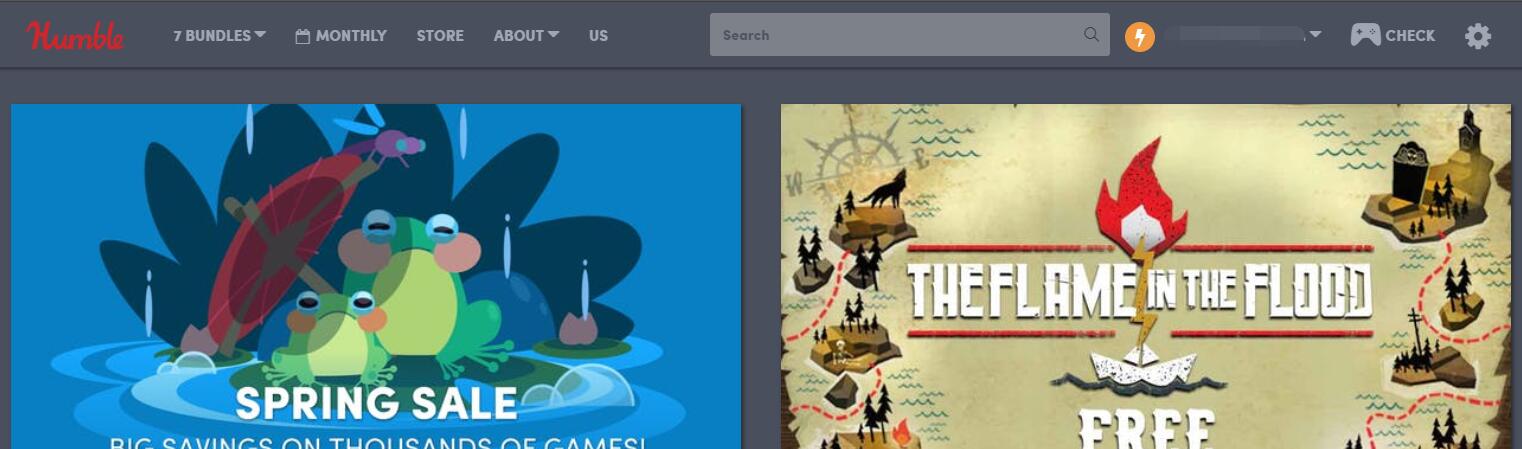 Humble
7 BUNDLES
MONTHLY
STORE
ABOUT
US
Search
CHECK
SPRING SALE
BIG SAVINGS ON THOUSANDS OF GAMES!
W
E
THE FLAME IN THE FLOOD
FREE